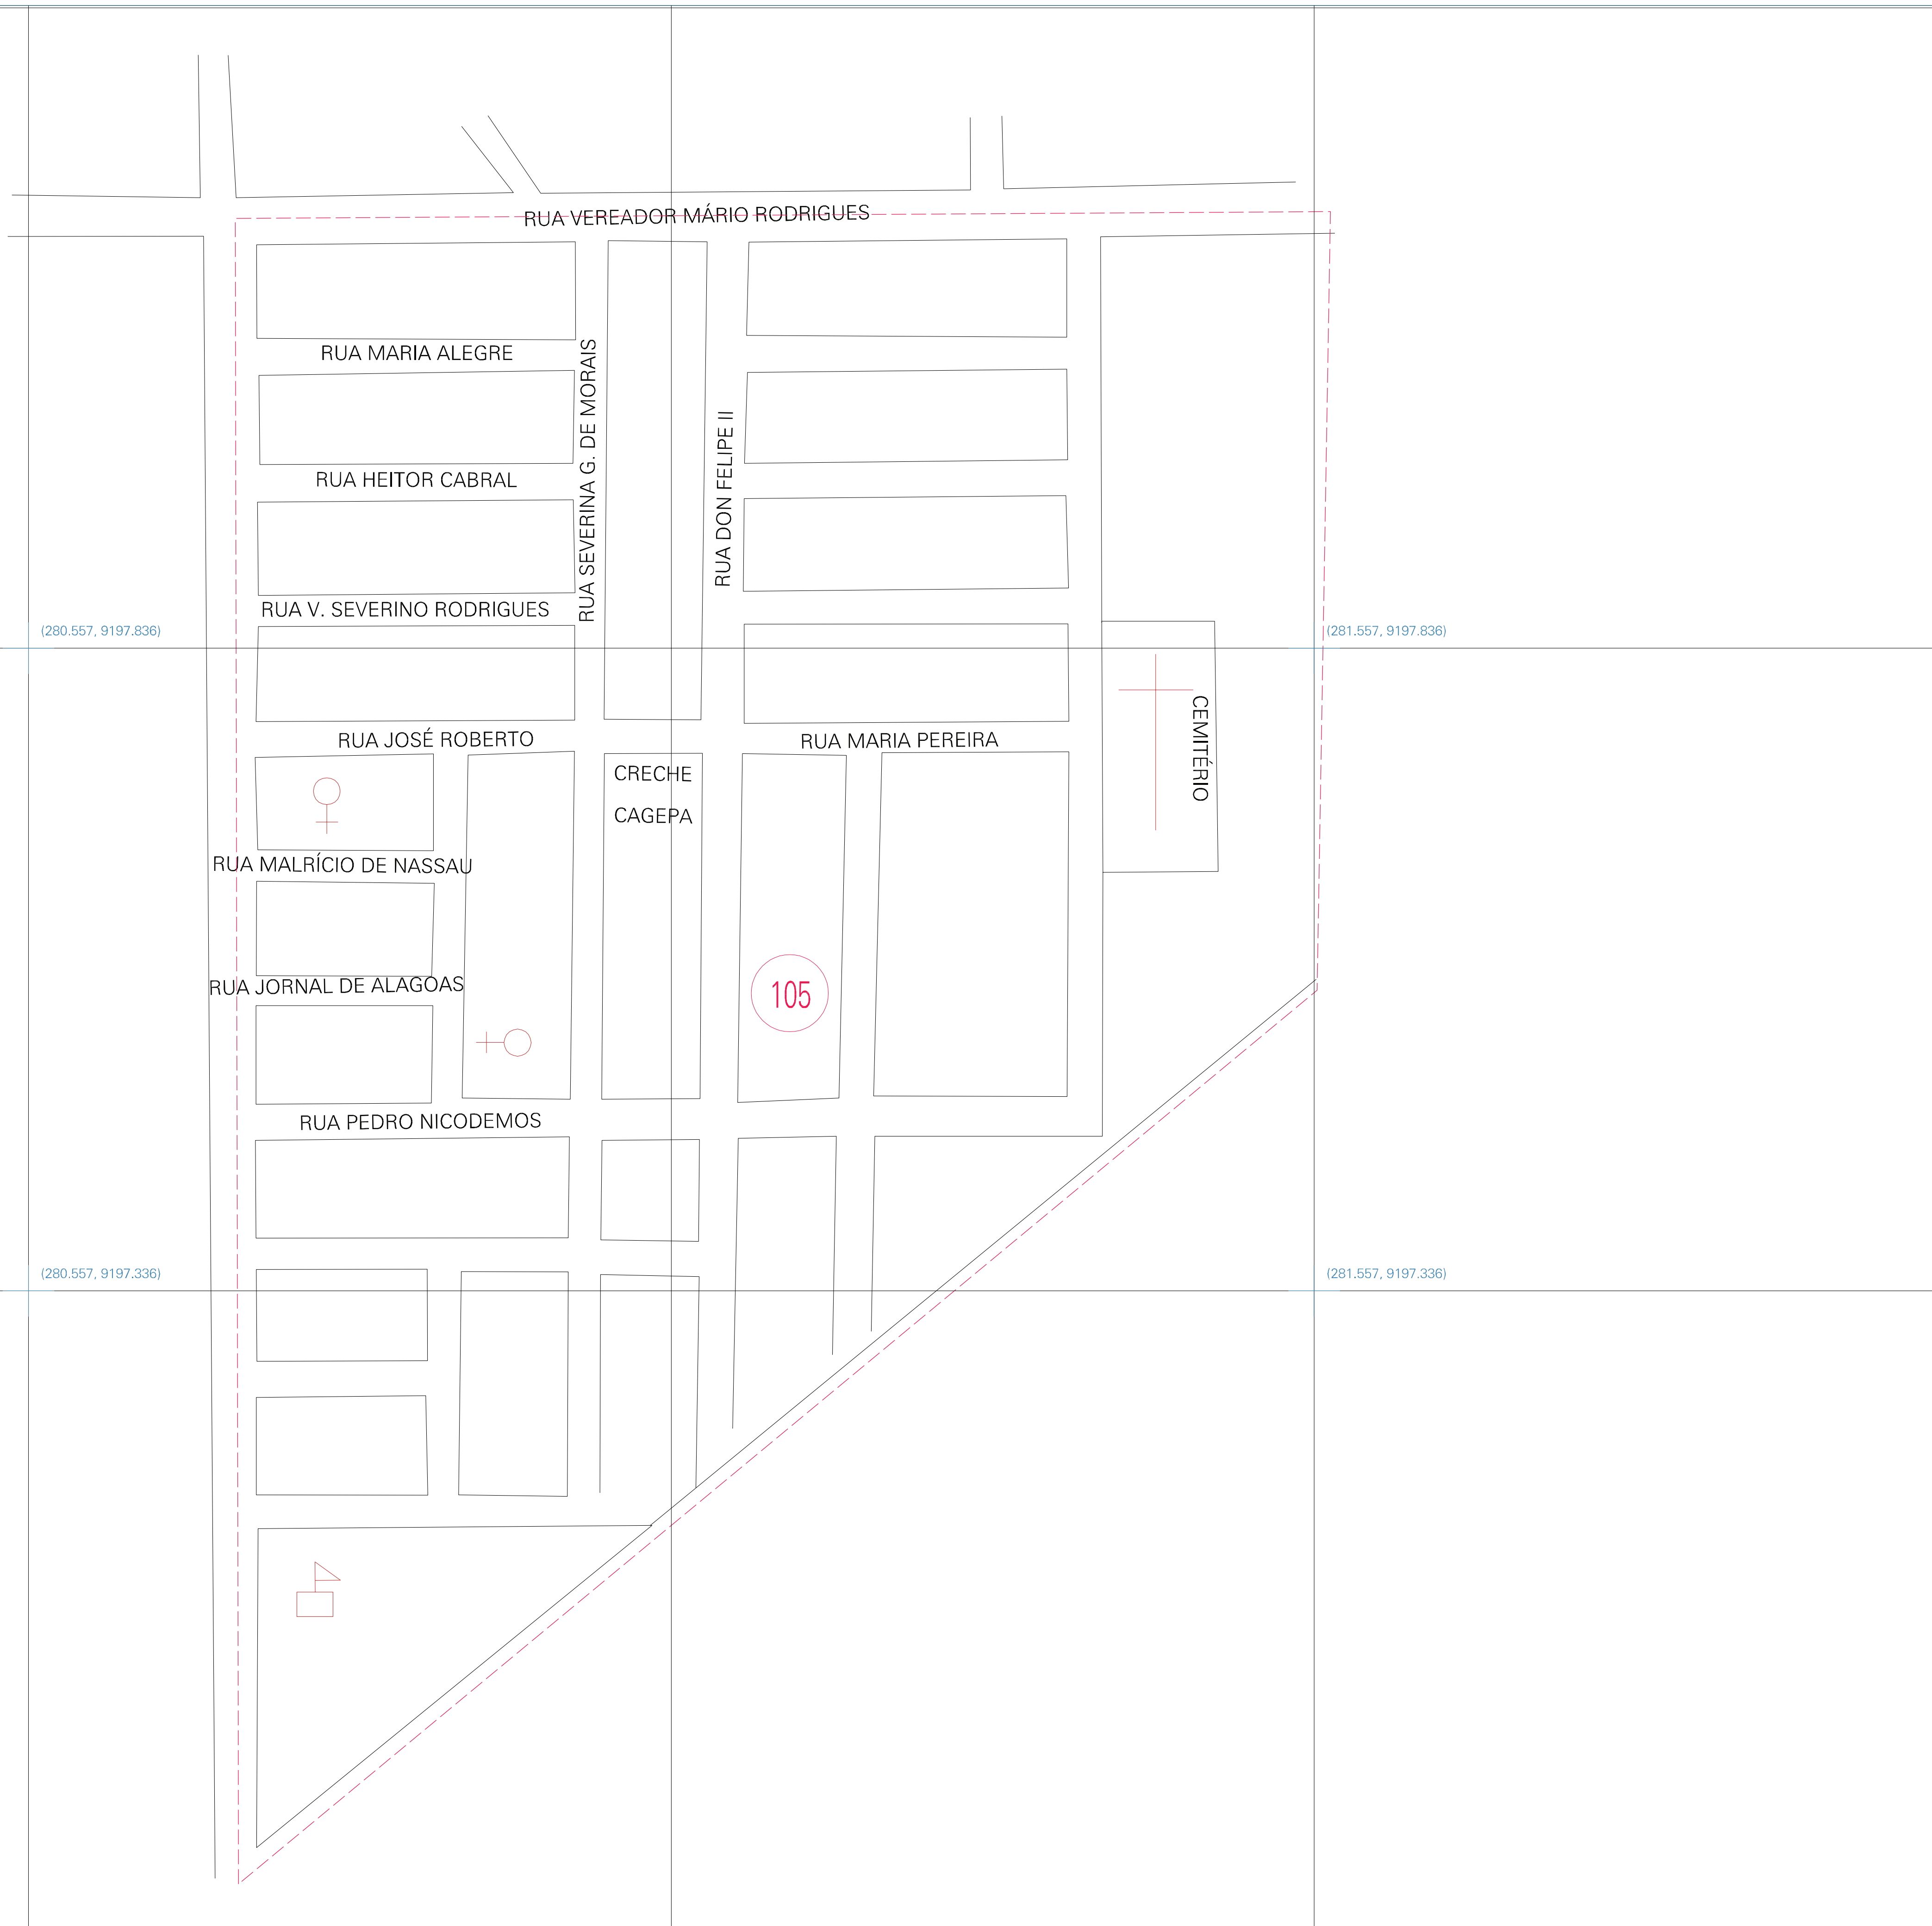 RUA VEREADOR MÁRIO RODRIGUES
RUA MARIA ALEGRE
RUA SEVERINA G. DE MORAIS
RUA DON FELIPE II
RUA HEITOR CABRAL
RUA V. SEVERINO RODRIGUES
(280.557, 9197.836)
(281.557, 9197.836)
RUA JOSÉ ROBERTO
RUA MARIA PEREIRA
CEMITÉRIO
CRECHE
CAGEPA
RUA MALRÍCIO DE NASSAU
RUA JORNAL DE ALAGOAS
105
RUA PEDRO NICODEMOS
(280.557, 9197.336)
(281.557, 9197.336)